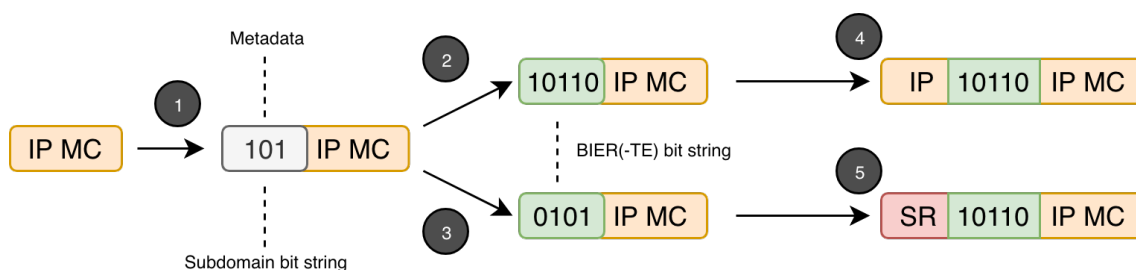 Metadata
1
2
4
10110 IP MC
IP 10110 IP MC
IP MC
101 IP MC
BIER(-TE) bit string
3
5
0101 IP MC
SR 10110 IP MC
Subdomain bit string